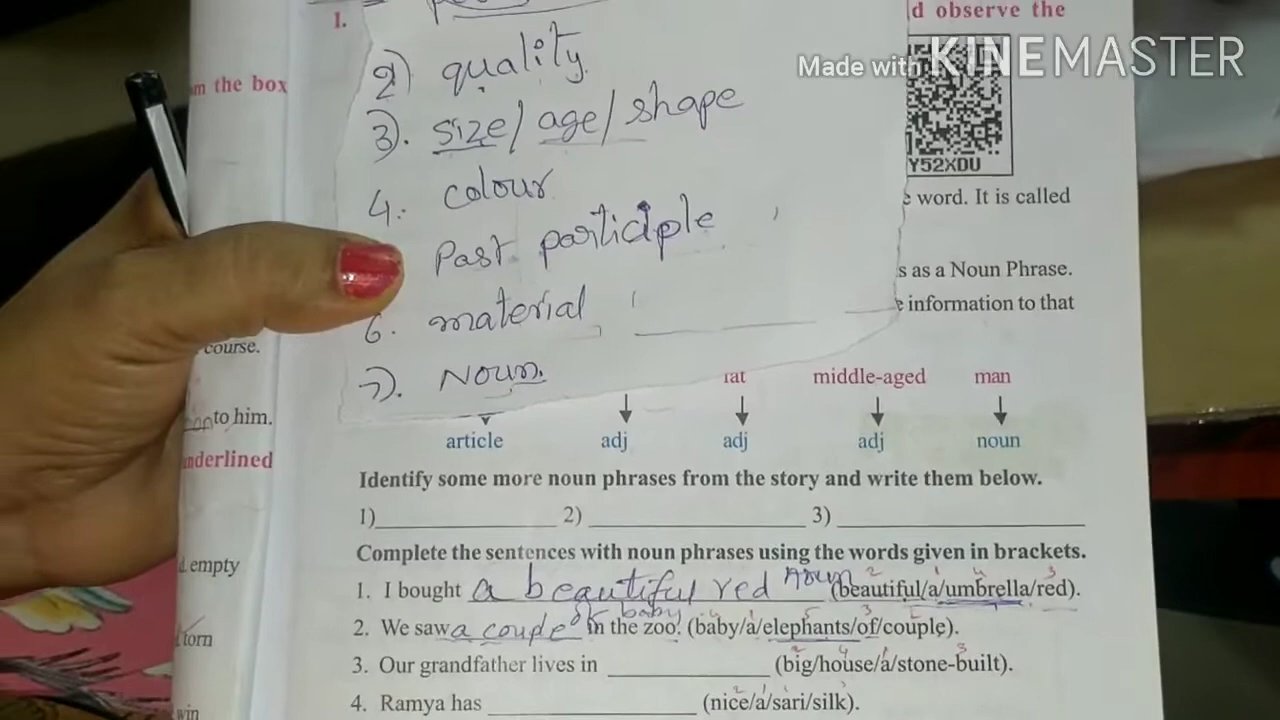 1.
d observe the
Made with KINEMASTER
m the box
2) quality
3). size/ age/ shape
Y52XDU
4. colour
e word. It is called
Past participle
s as a Noun Phrase.
6. material
e information to that
course.
7). Noun.
middle-aged man
to him.
article adj adj adj noun
nderlined
Identify some more noun phrases from the story and write them below.
1) 2) 3)
Complete the sentences with noun phrases using the words given in brackets.
d empty
1. I bought a beautiful red noun (beautiful/a/umbrella/red).
baby
2. We saw a couple of in the zoo. (baby/a/elephants/of/couple).
torn
3. Our grandfather lives in (big/house/a/stone-built).
4. Ramya has (nice/a/sari/silk).
win